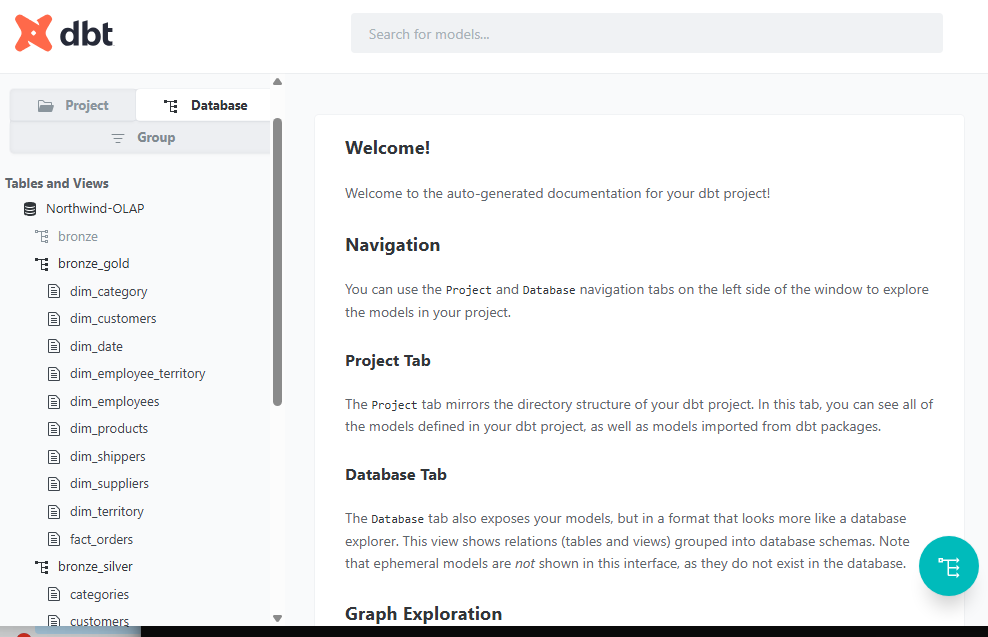 dbt
Search for models...
Project
Database
Group
Tables and Views
Northwind-OLAP
bronze
bronze_gold
dim_category
dim_customers
dim_date
dim_employee_territory
dim_employees
dim_products
dim_shippers
dim_suppliers
dim_territory
fact_orders
bronze_silver
categories
customers
Welcome!
Welcome to the auto-generated documentation for your dbt project!
Navigation
You can use the Project and Database navigation tabs on the left side of the window to explore
the models in your project.
Project Tab
The Project tab mirrors the directory structure of your dbt project. In this tab, you can see all of
the models defined in your dbt project, as well as models imported from dbt packages.
Database Tab
The Database tab also exposes your models, but in a format that looks more like a database
explorer. This view shows relations (tables and views) grouped into database schemas. Note
that ephemeral models are not shown in this interface, as they do not exist in the database.
Graph Exploration